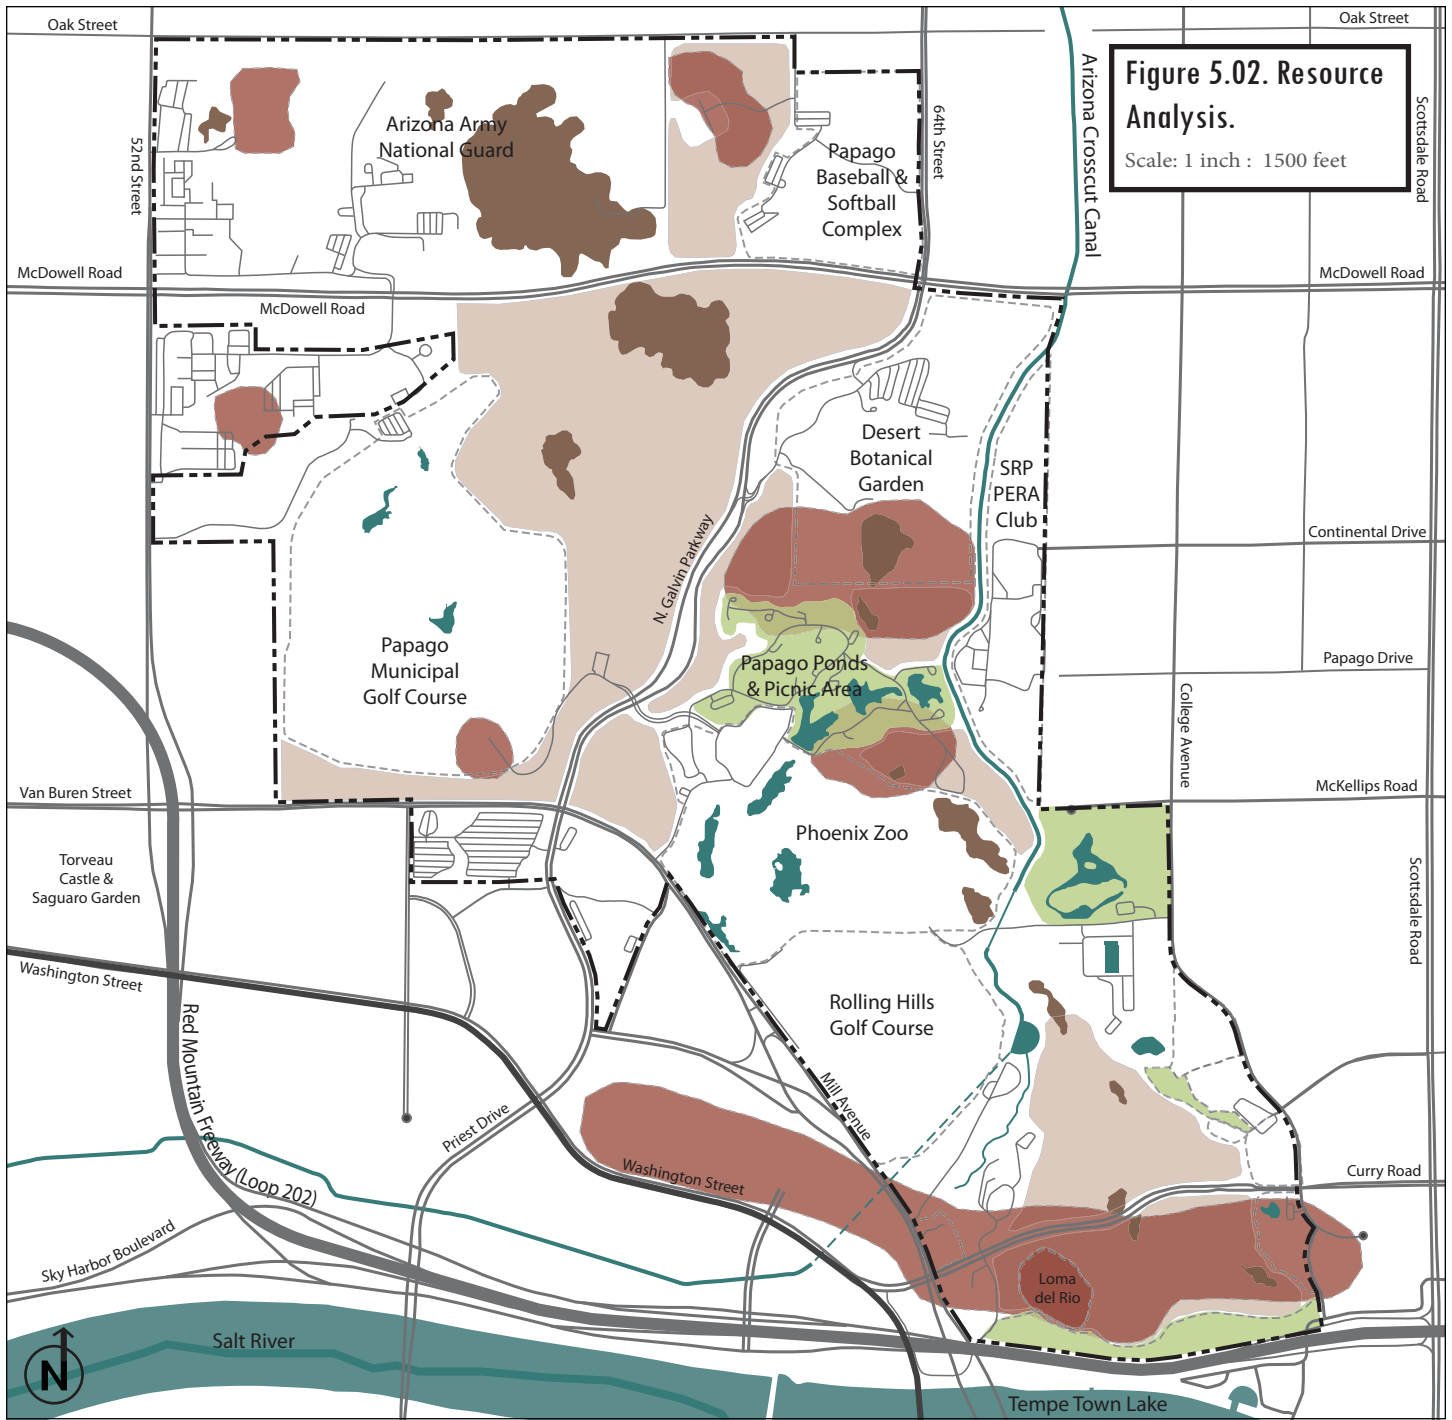 Oak Street
Oak Street
Figure 5.02. Resource
Analysis.
Scale: 1 inch : 1500 feet
Arizona Crosscut Canal
64th Street
Scottsdale Road
52nd Street
Arizona Army
National Guard
Papago
Baseball &
Softball
Complex
McDowell Road
McDowell Road
McDowell Road
Desert
Botanical
Garden
SRP
PERA
Club
Continental Drive
N. Galvin Parkway
Papago
Municipal
Golf Course
Papago Ponds
& Picnic Area
Papago Drive
College Avenue
Van Buren Street
McKellips Road
Phoenix Zoo
Torveau
Castle &
Saguaro Garden
Scottsdale Road
Washington Street
Rolling Hills
Golf Course
Red Mountain Freeway (Loop 202)
Mill Avenue
Priest Drive
Washington Street
Curry Road
Sky Harbor Boulevard
Loma
del Rio
Salt River
N
Tempe Town Lake